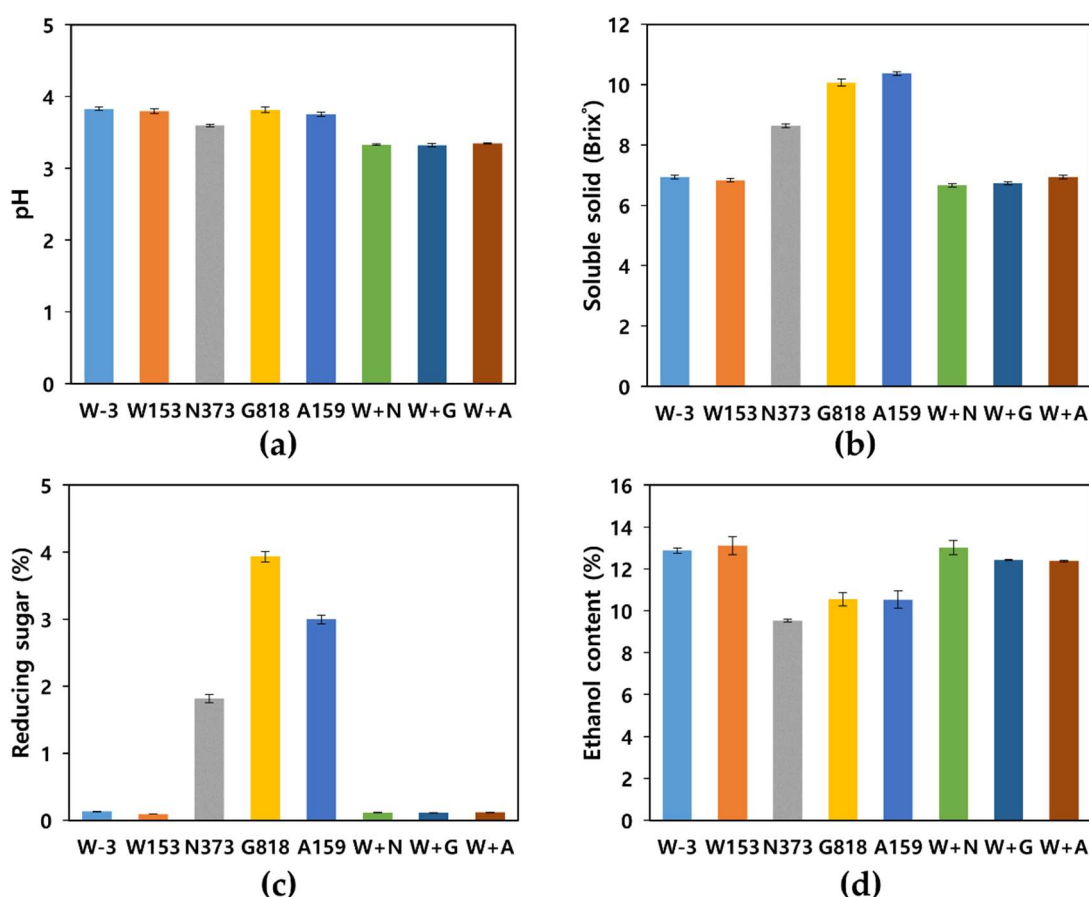 5
4
3
2
1
0
pH
W-3 W153 N373 G818 A159 W+N W+G W+A
(a)
12
10
8
6
4
2
0
Soluble solid (Brix°)
W-3 W153 N373 G818 A159 W+N W+G W+A
(b)
5
4
3
2
1
0
Reducing sugar (%)
W-3 W153 N373 G818 A159 W+N W+G W+A
(c)
16
14
12
10
8
6
4
2
0
Ethanol content (%)
W-3 W153 N373 G818 A159 W+N W+G W+A
(d)